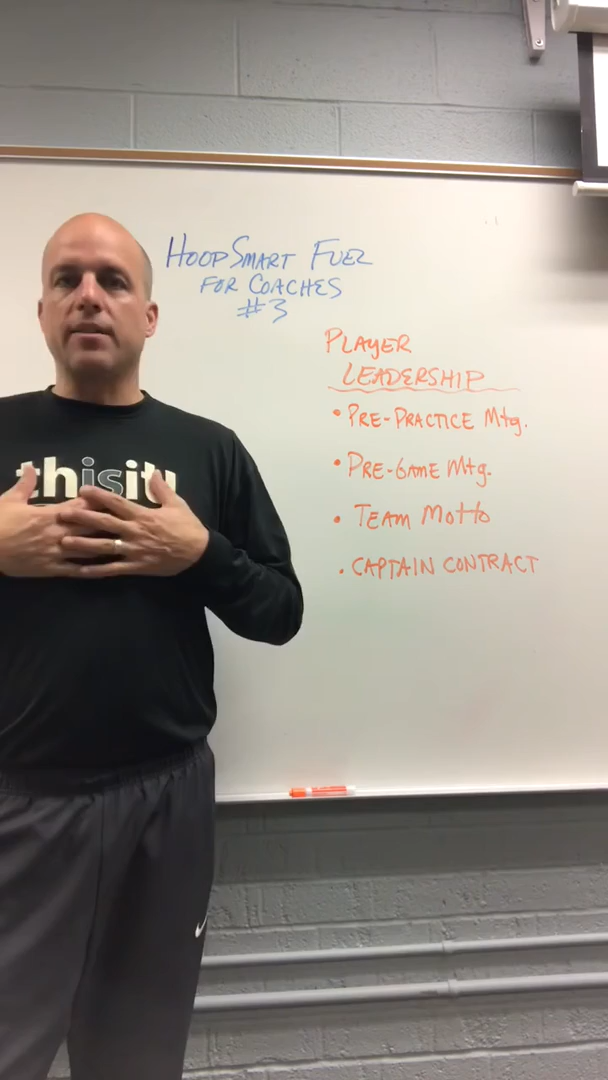 HOOPSMART FUEL
FOR COACHES
#3
PLAYER
LEADERSHIP
• PRE-PRACTICE Mtg.
• PRE-GAME Mtg.
• TEAM MOTTO
• CAPTAIN CONTRACT
thisit